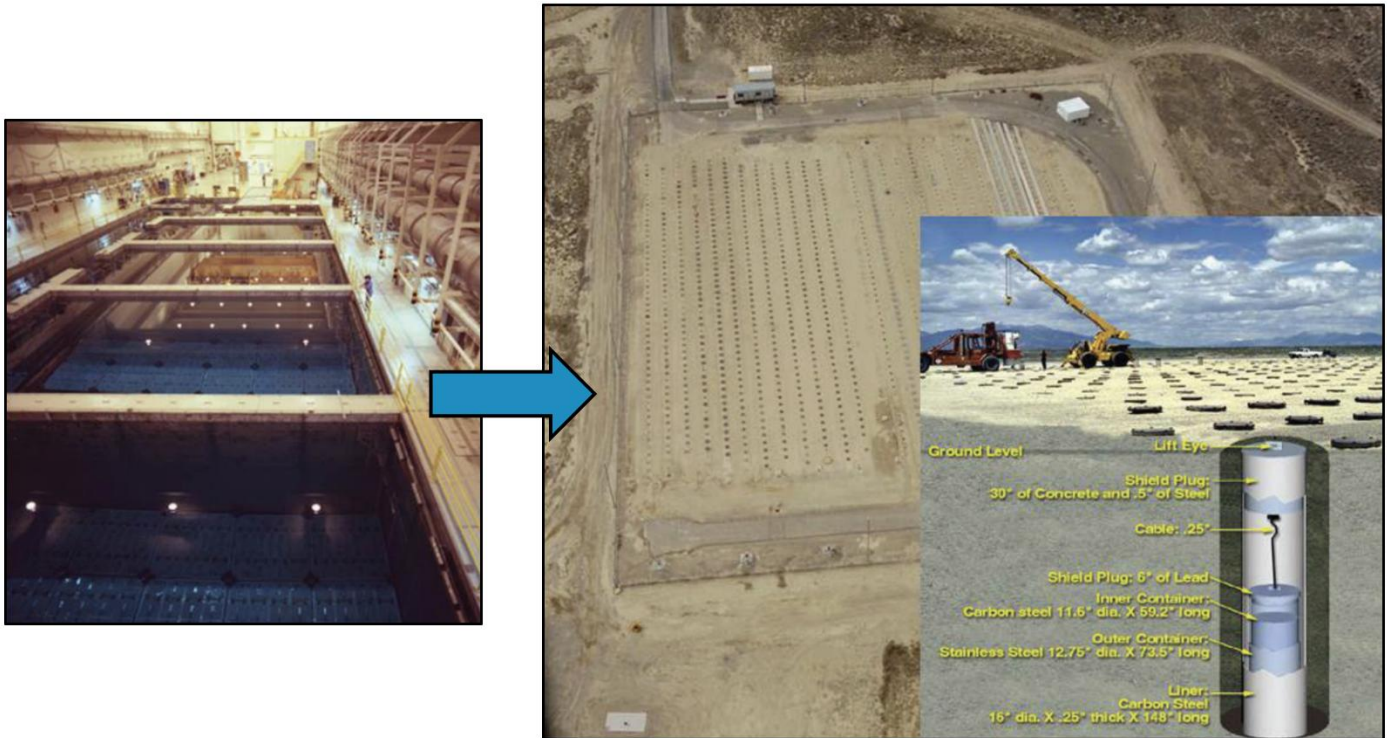 Ground Level
Lift Eye
Shield Plug:
30" of Concrete and .5" of Steel
Cable: .25"
Shield Plug: 6" of Lead
Inner Container:
Carbon steel 11.5" dia. X 59.2" long
Outer Container:
Stainless Steel 12.75" dia. X 73.5" long
Liner:
Carbon Steel
16" dia. X .25" thick X 148" long